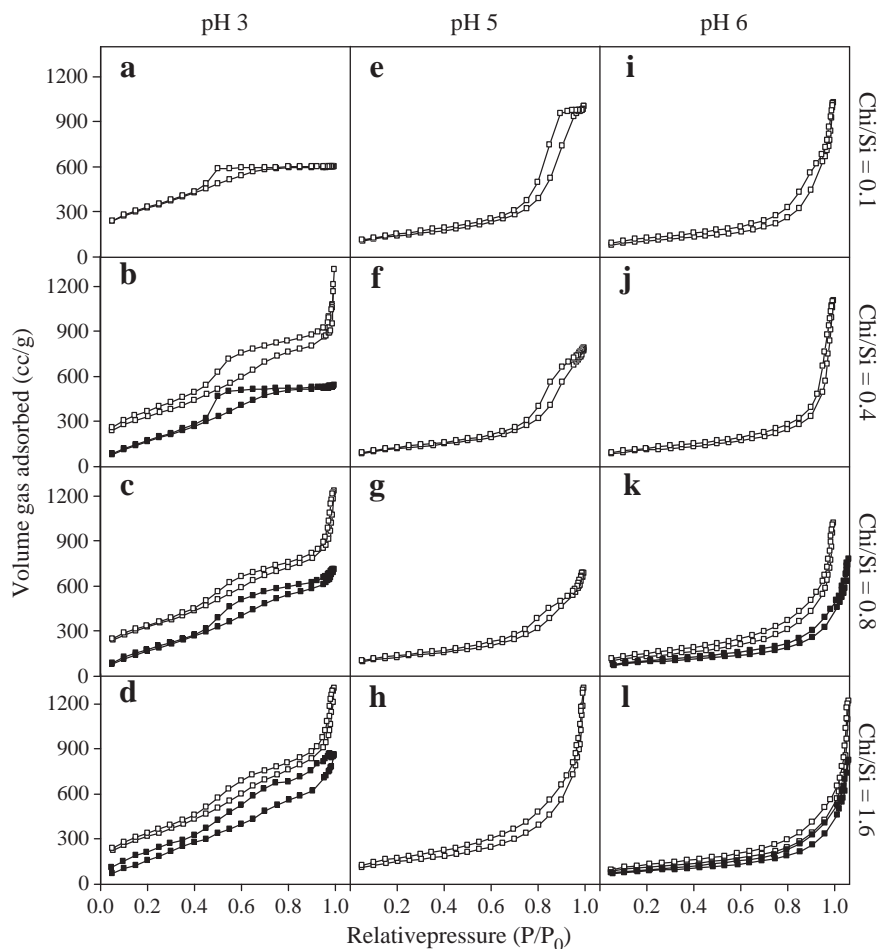 pH 3 pH 5 pH 6
a e i
1200
900
600
300
0
Chi/Si = 0.1
b f j
1200
900
600
300
0
Chi/Si = 0.4
c g k
1200
900
600
300
0
Chi/Si = 0.8
d h l
1200
900
600
300
0
Chi/Si = 1.6
Volume gas adsorbed (cc/g)
0.0 0.2 0.4 0.6 0.8 1.0 0.2 0.4 0.6 0.8 1.0 0.2 0.4 0.6 0.8 1.0
Relativepressure (P/P0)